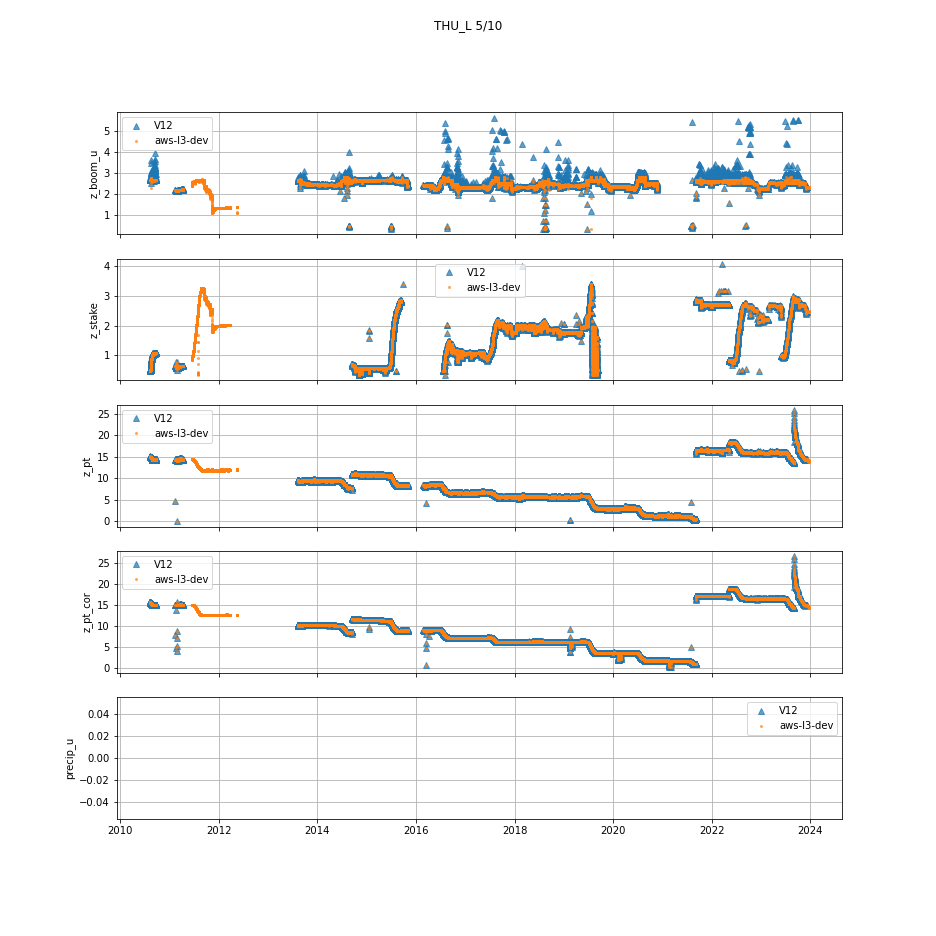 THU_L 5/10
5
4
3
2
1
z_boom_u
V12
aws-l3-dev
4
3
2
1
z_stake
V12
aws-l3-dev
25
20
15
10
5
0
z_pt
V12
aws-l3-dev
25
20
15
10
5
0
z_pt_cor
V12
aws-l3-dev
0.04
0.02
0.00
−0.02
−0.04
precip_u
V12
aws-l3-dev
2010 2012 2014 2016 2018 2020 2022 2024